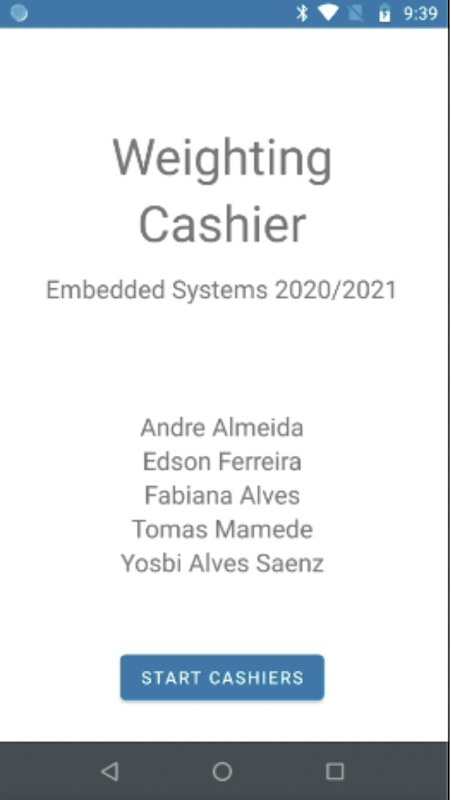 9:39
Weighting
Cashier
Embedded Systems 2020/2021
Andre Almeida
Edson Ferreira
Fabiana Alves
Tomas Mamede
Yosbi Alves Saenz
START CASHIERS